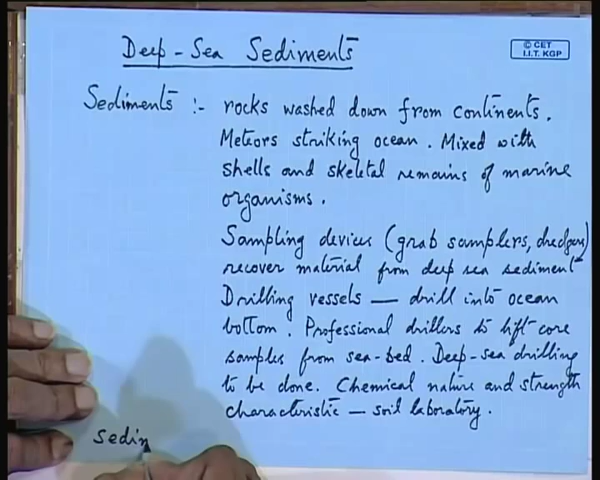 Deep-Sea Sediments
© CET
I.I.T. KGP
Sediments :- rocks washed down from continents.
Meteors striking ocean. Mixed with
shells and skeletal remains of marine
organisms.
Sampling devices (grab samplers, dredgers)
recover material from deep sea sediment
Drilling vessels — drill into ocean
bottom. Professional drillers to lift core
samples from sea-bed. Deep-sea drilling
to be done. Chemical nature and strength
characteristic — soil laboratory.
Sedim